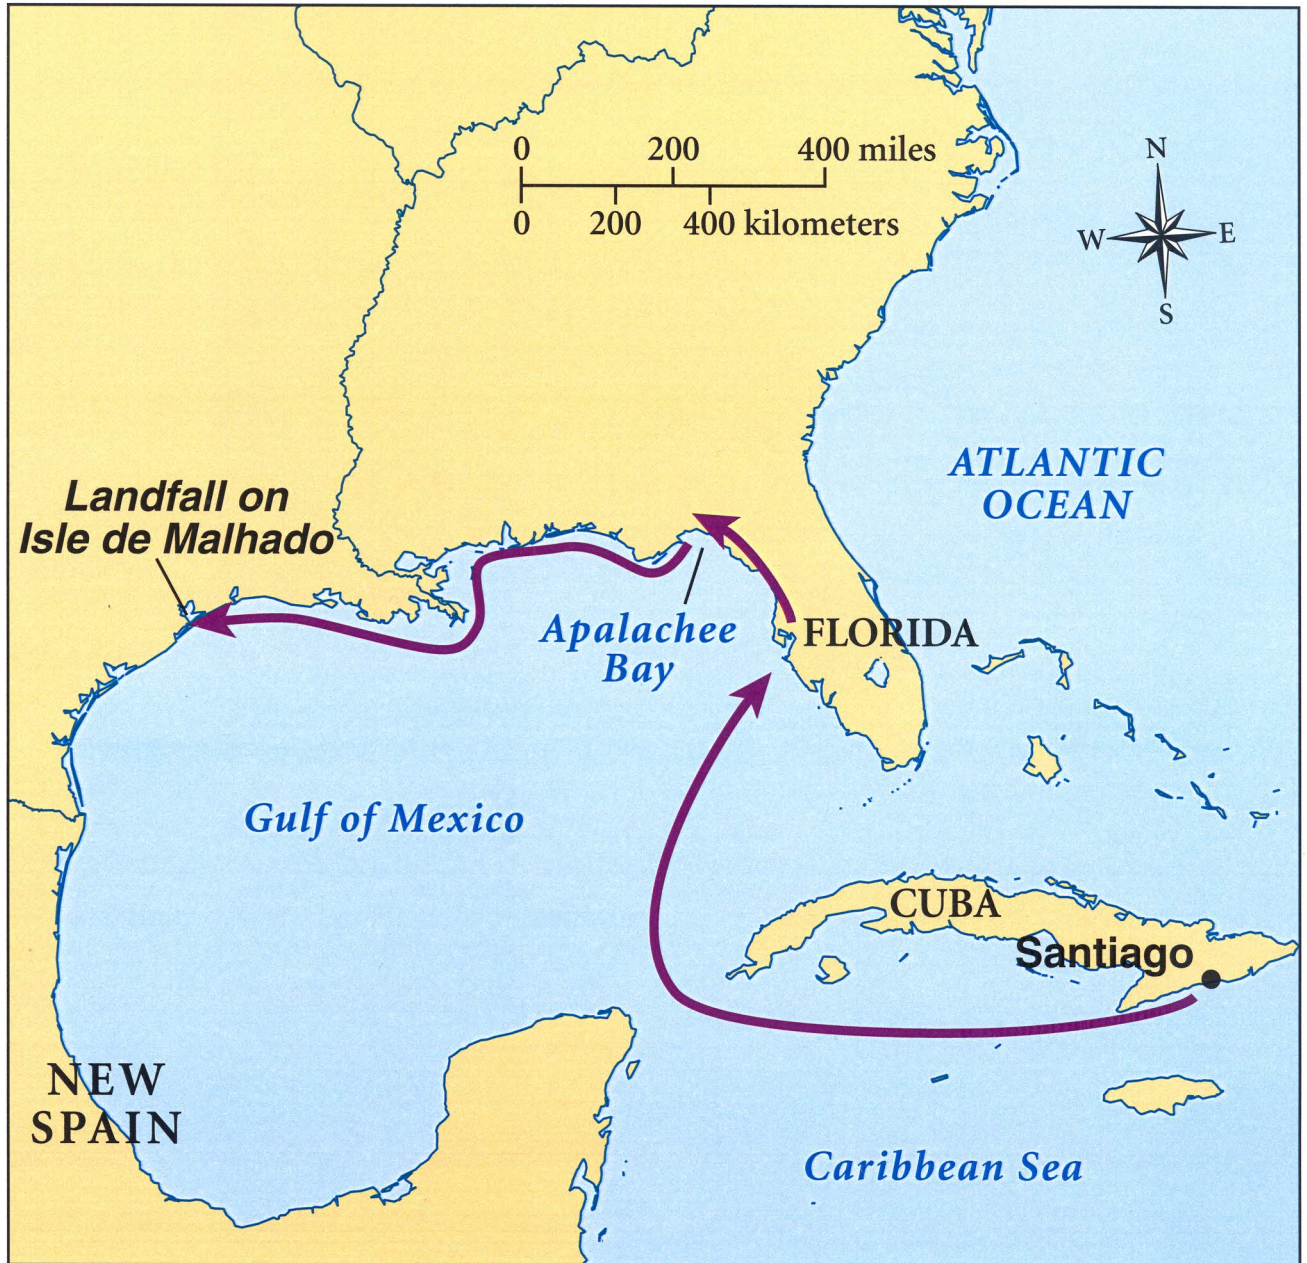 0 200 400 miles
0 200 400 kilometers
N
W E
S
ATLANTIC
OCEAN
Landfall on
Isle de Malhado
Apalachee
Bay
FLORIDA
Gulf of Mexico
CUBA
Santiago
NEW
SPAIN
Caribbean Sea